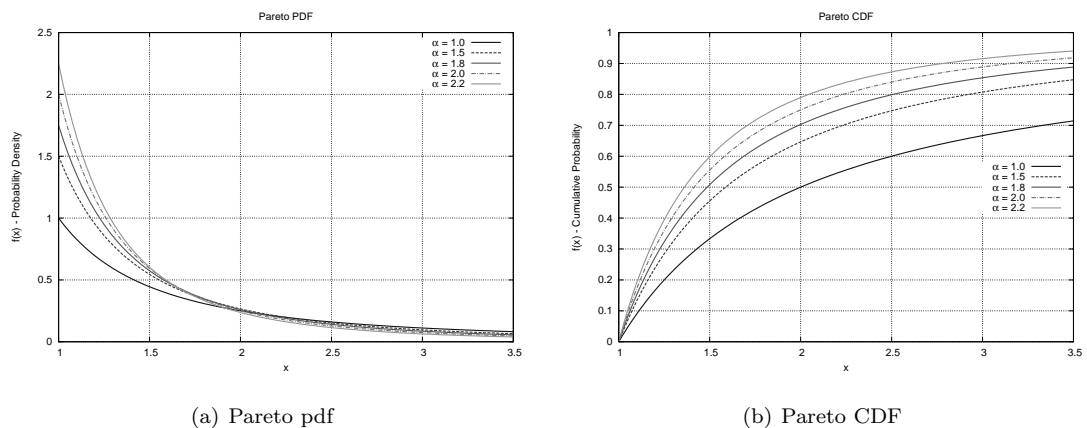 Pareto PDF
2.5
2
1.5
1
0.5
0
f(x) - Probability Density
α = 1.0
α = 1.5
α = 1.8
α = 2.0
α = 2.2
1 1.5 2 2.5 3 3.5
x
(a) Pareto pdf
Pareto CDF
1
0.9
0.8
0.7
0.6
0.5
0.4
0.3
0.2
0.1
0
f(x) - Cumulative Probability
α = 1.0
α = 1.5
α = 1.8
α = 2.0
α = 2.2
1 1.5 2 2.5 3 3.5
x
(b) Pareto CDF